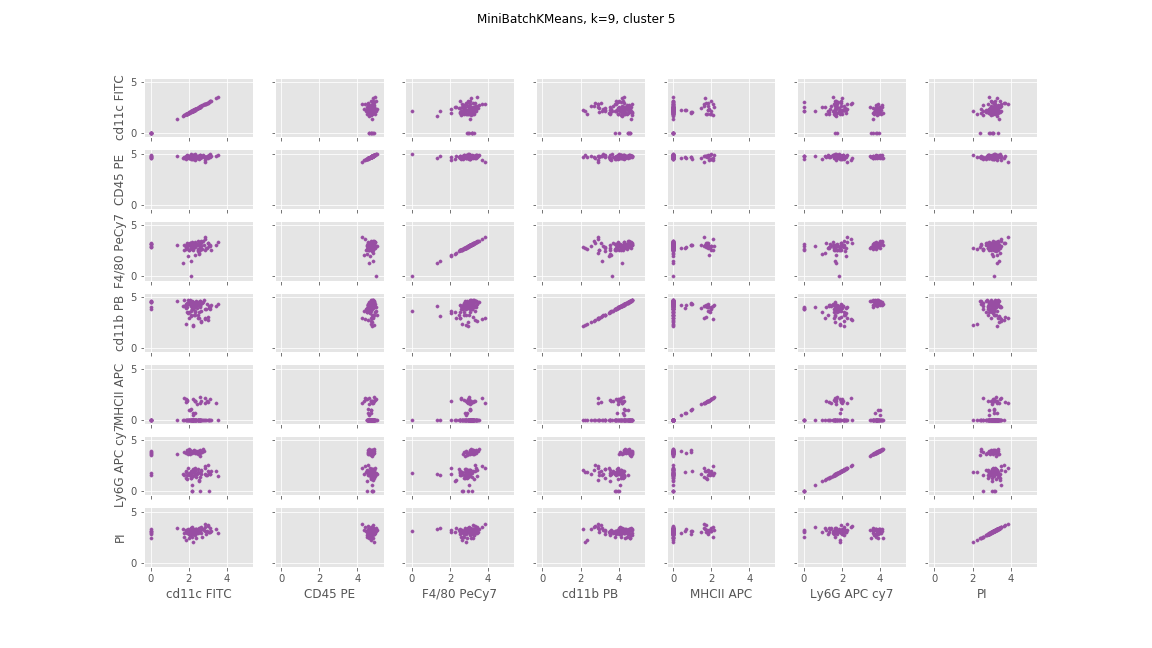 MiniBatchKMeans, k=9, cluster 5
cd11c FITC
5
0
CD45 PE
5
0
F4/80 PeCy7
5
0
cd11b PB
5
0
MHCII APC
5
0
Ly6G APC cy7
5
0
PI
5
0
0 2 4 0 2 4 0 2 4 0 2 4 0 2 4 0 2 4 0 2 4
cd11c FITC CD45 PE F4/80 PeCy7 cd11b PB MHCII APC Ly6G APC cy7 PI